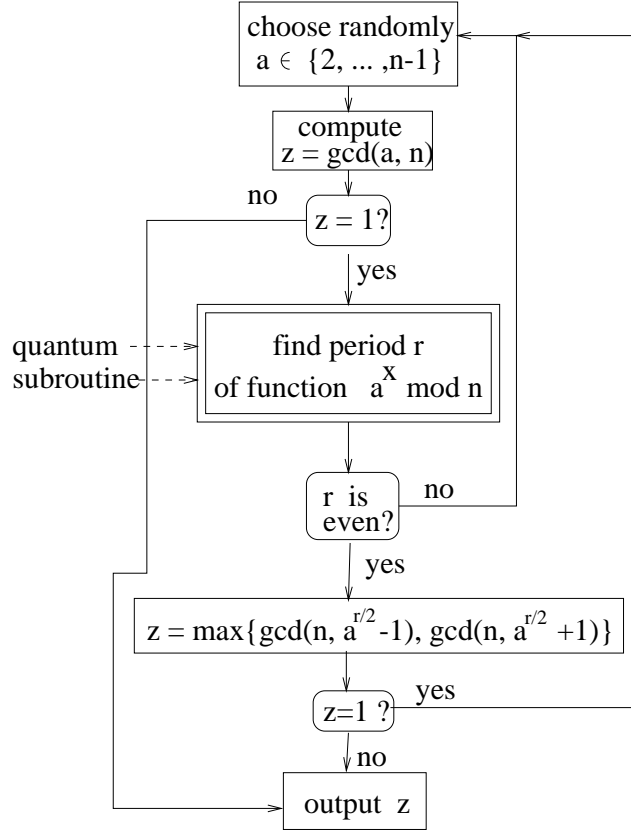 choose randomly
a ∈ {2, ... ,n-1}
compute
z = gcd(a, n)
no
z = 1?
yes
quantum
subroutine
find period r
of function a^x mod n
r is
even?
no
yes
z = max{gcd(n, a^r/2 -1), gcd(n, a^r/2 +1)}
z=1 ?
yes
no
output z